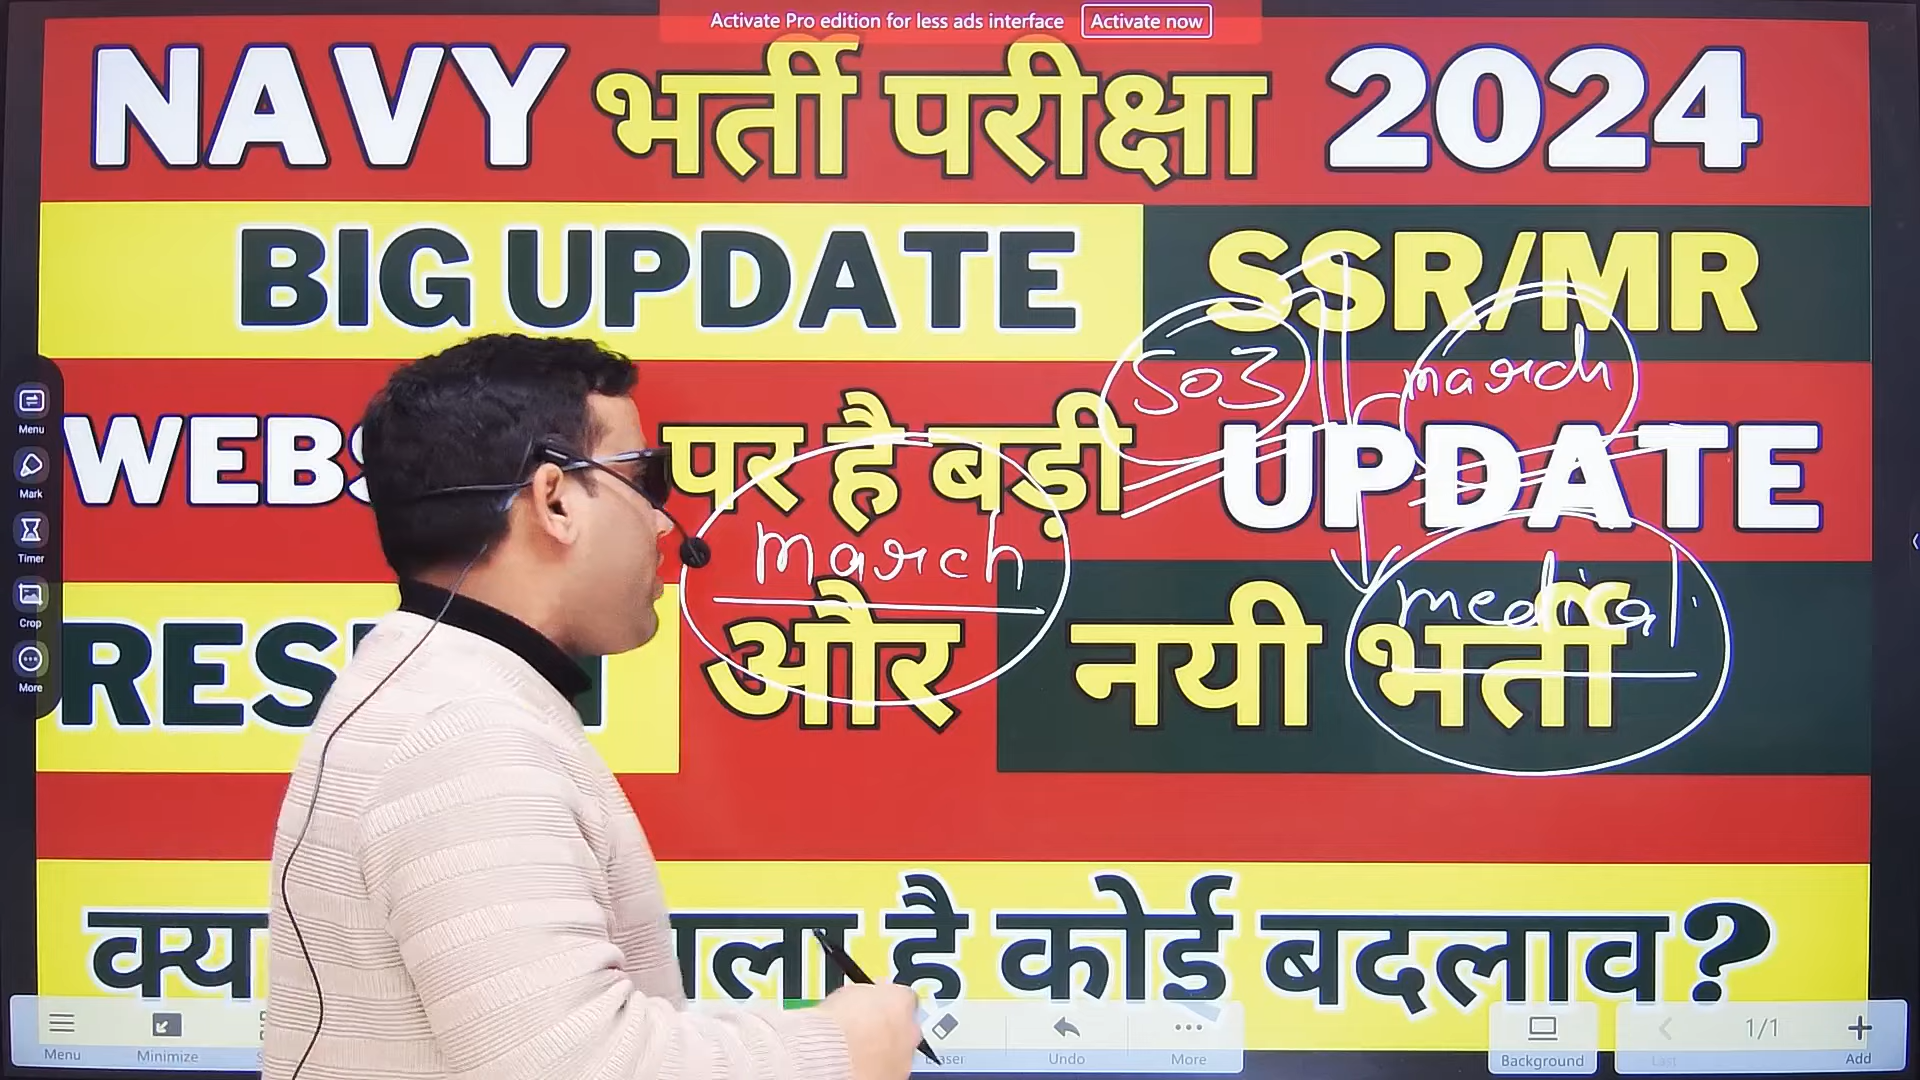 Activate Pro edition for less ads interface Activate now
NAVY भर्ती परीक्षा 2024
BIG UPDATE SSR/MR
503 march
पर है बड़ी UPDATE
march medical
और नयी भर्ती
है कोई बदलाव?
Menu
Mark
Timer
Crop
More
Menu Minimize Undo More Background Last 1/1 Add